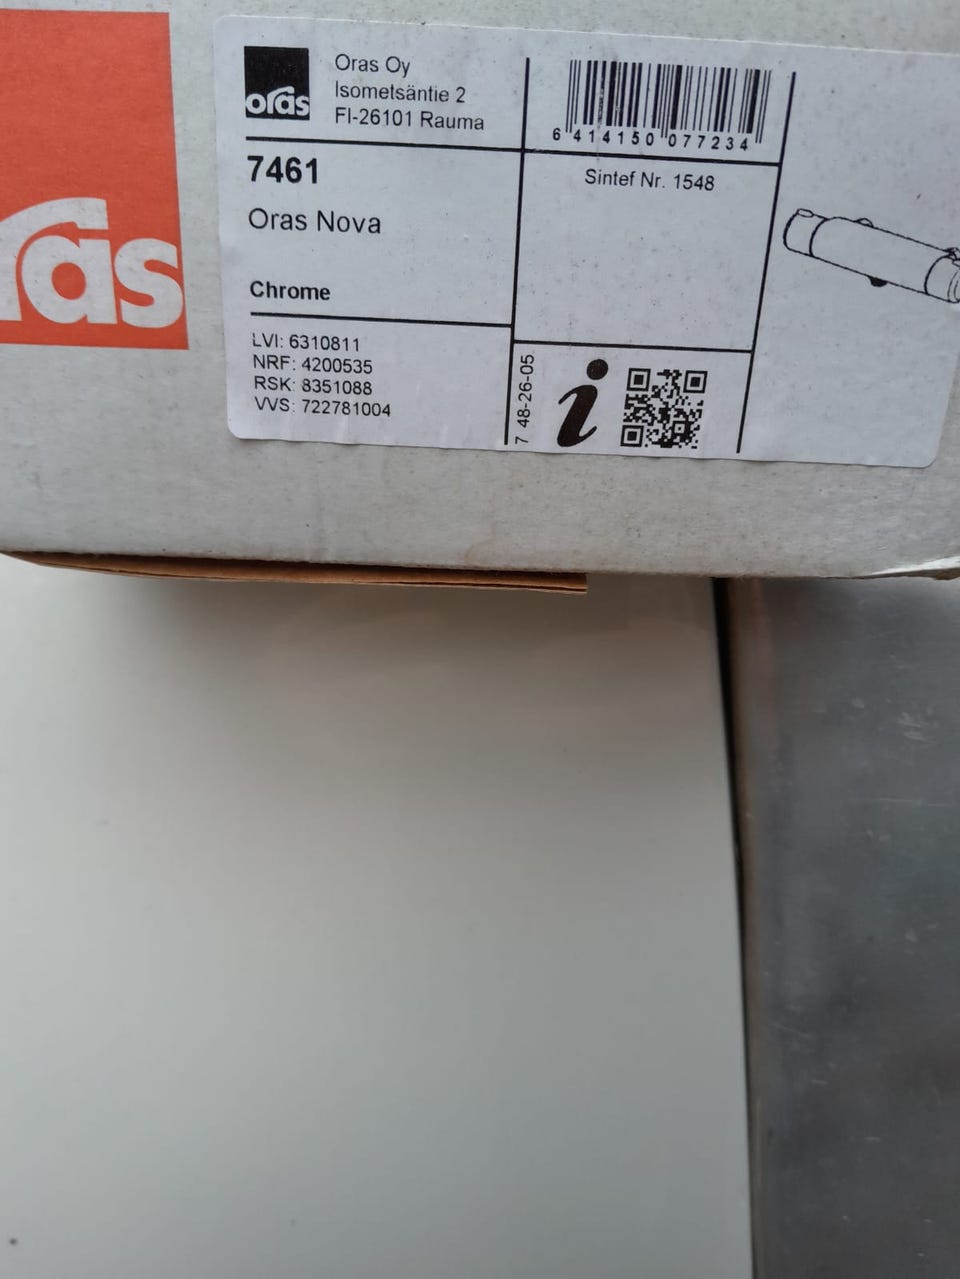 oras
Oras Oy
Isometsäntie 2
FI-26101 Rauma
7461
Oras Nova
Chrome
LVI: 6310811
NRF: 4200535
RSK: 8351088
VVS: 722781004
6 414150 077234
Sintef Nr. 1548
7 48-26-05
i
ras